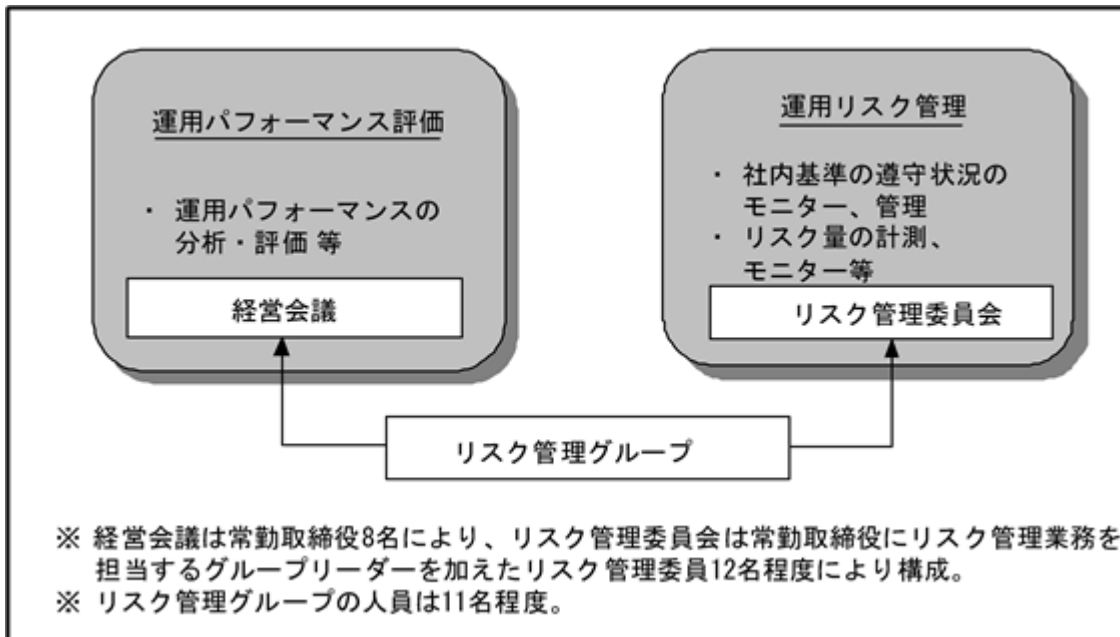 運用パフォーマンス評価
・ 運用パフォーマンスの
分析・評価 等
経営会議
運用リスク管理
・ 社内基準の遵守状況の
モニター、管理
・ リスク量の計測、
モニター等
リスク管理委員会
リスク管理グループ
※ 経営会議は常勤取締役8名により、リスク管理委員会は常勤取締役にリスク管理業務を
担当するグループリーダーを加えたリスク管理委員12名程度により構成。
※ リスク管理グループの人員は11名程度。